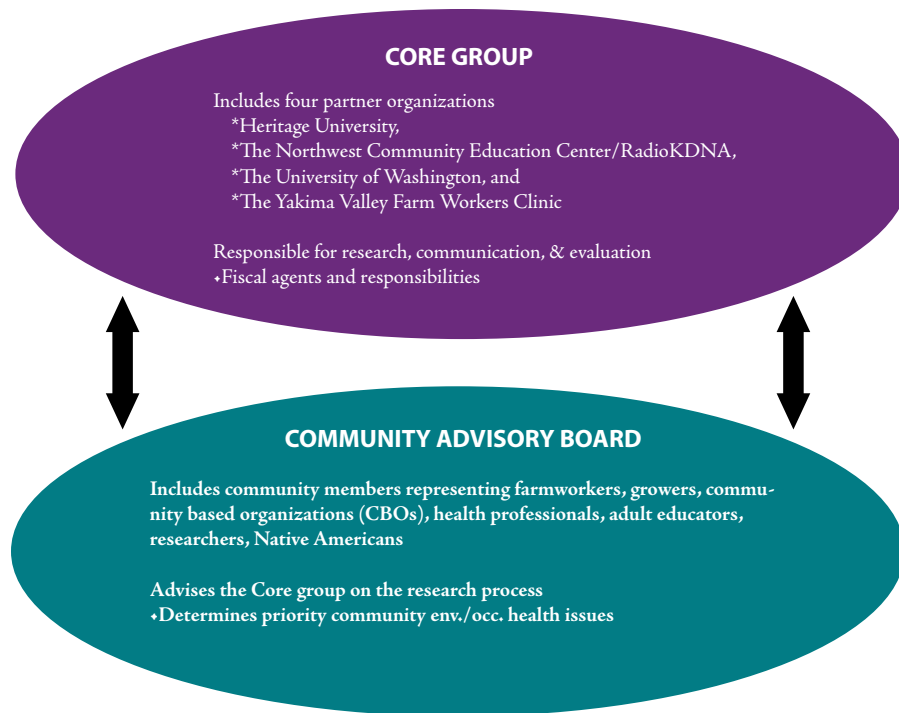 CORE GROUP
Includes four partner organizations
*Heritage University,
*The Northwest Community Education Center/RadioKDNA,
*The University of Washington, and
*The Yakima Valley Farm Workers Clinic
Responsible for research, communication, & evaluation
✦Fiscal agents and responsibilities
COMMUNITY ADVISORY BOARD
Includes community members representing farmworkers, growers, commu-
nity based organizations (CBOs), health professionals, adult educators,
researchers, Native Americans
Advises the Core group on the research process
✦Determines priority community env./occ. health issues